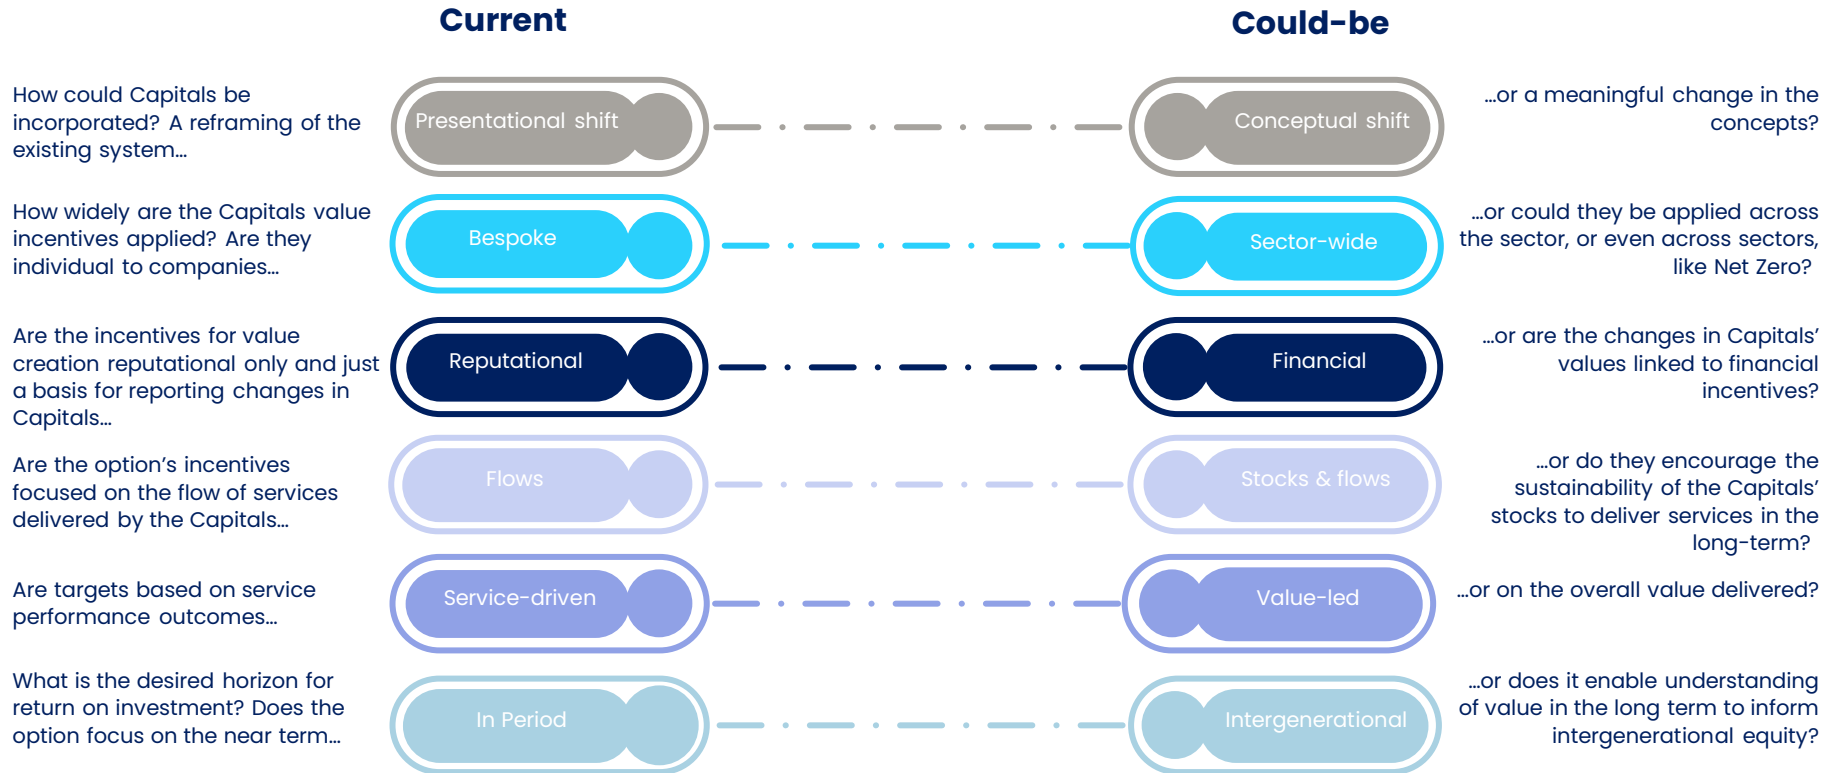 Current
Could-be
How could Capitals be
incorporated? A reframing of the
existing system...
Presentational shift
Conceptual shift
...or a meaningful change in the
concepts?
How widely are the Capitals value
incentives applied? Are they
individual to companies...
Bespoke
Sector-wide
...or could they be applied across
the sector, or even across sectors,
like Net Zero?
Are the incentives for value
creation reputational only and just
a basis for reporting changes in
Capitals...
Reputational
Financial
...or are the changes in Capitals’
values linked to financial
incentives?
Are the option’s incentives
focused on the flow of services
delivered by the Capitals...
Flows
Stocks & flows
...or do they encourage the
sustainability of the Capitals’
stocks to deliver services in the
long-term?
Are targets based on service
performance outcomes...
Service-driven
Value-led
...or on the overall value delivered?
What is the desired horizon for
return on investment? Does the
option focus on the near term...
In Period
Intergenerational
...or does it enable understanding
of value in the long term to inform
intergenerational equity?